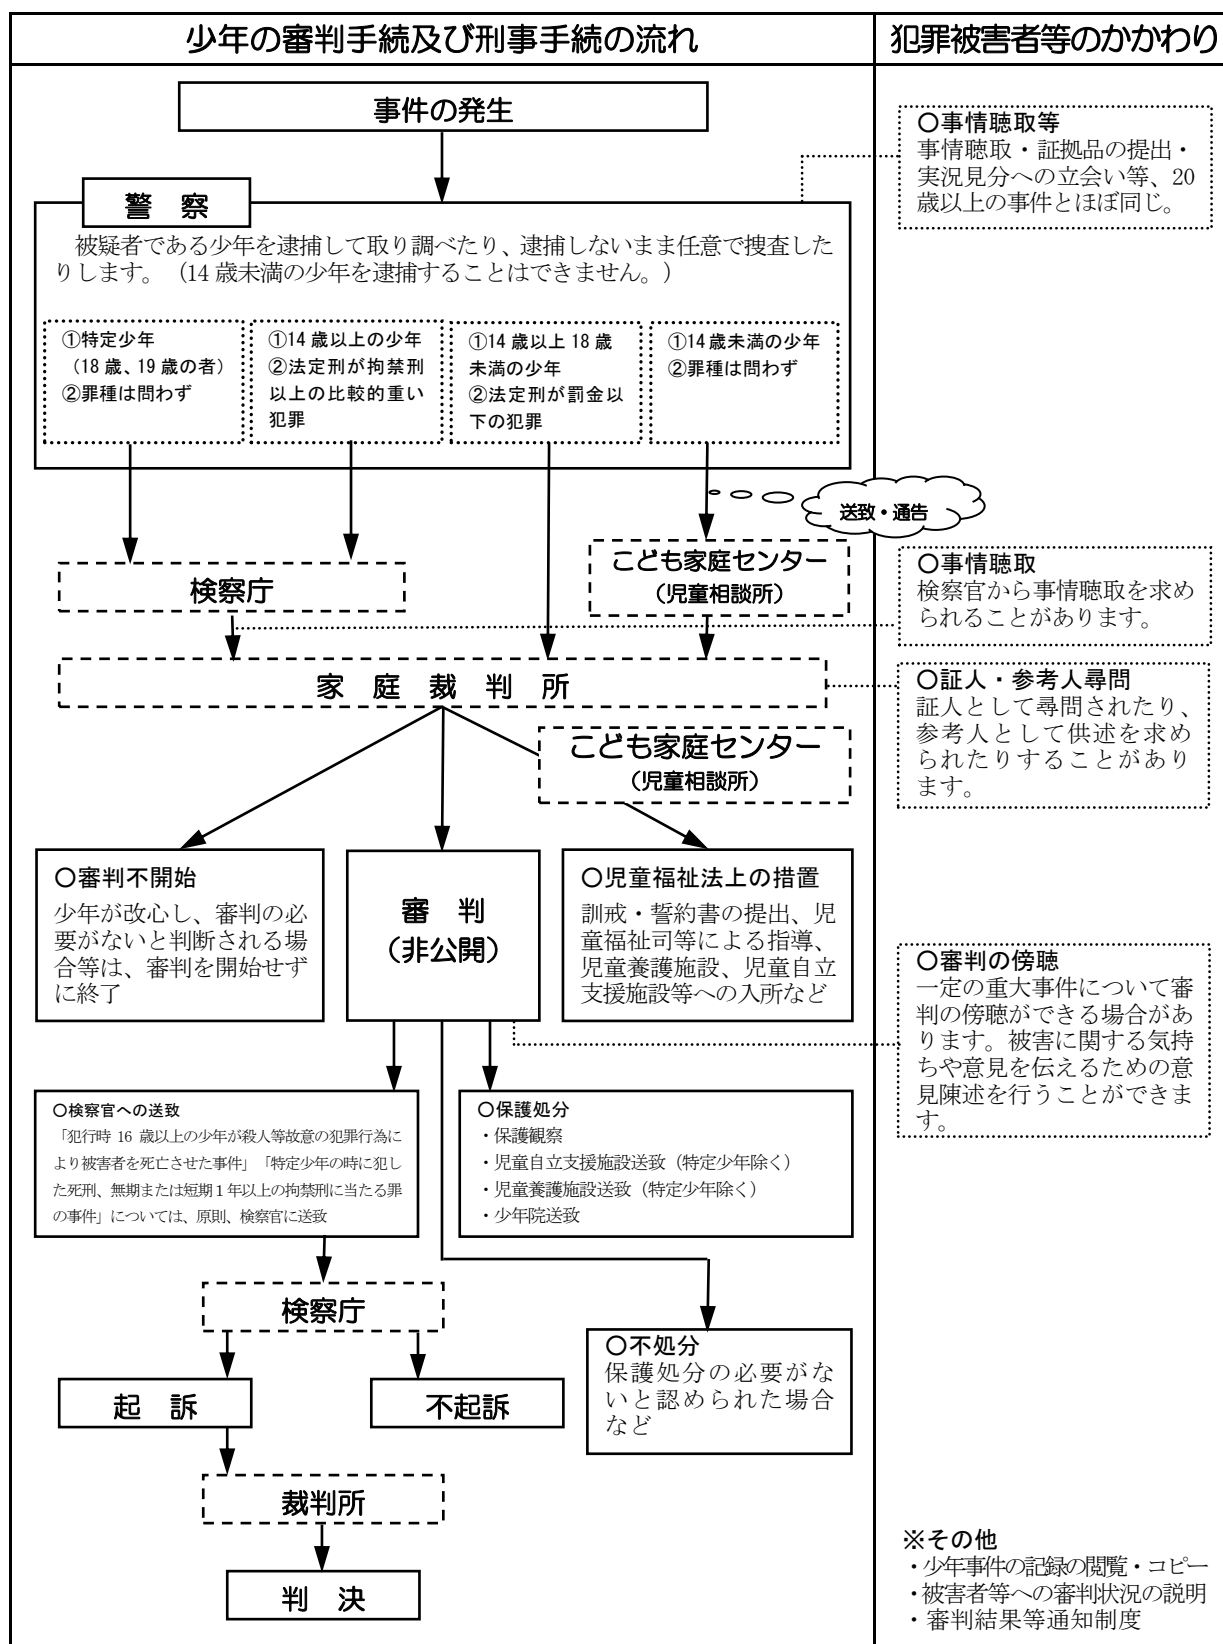 少年の審判手続及び刑事手続の流れ
犯罪被害者等のかかわり
事件の発生
○事情聴取等
事情聴取・証拠品の提出・
実況見分への立会い等、20
歳以上の事件とほぼ同じ。
警 察
被疑者である少年を逮捕して取り調べたり、逮捕しないまま任意で捜査した
りします。（14 歳未満の少年を逮捕することはできません。）
①特定少年
（18 歳、19 歳の者）
②罪種は問わず
①14 歳以上の少年
②法定刑が拘禁刑
以上の比較的重い
犯罪
①14 歳以上 18 歳
未満の少年
②法定刑が罰金以
下の犯罪
①14 歳未満の少年
②罪種は問わず
送致・通告
検察庁
こども家庭センター
（児童相談所）
○事情聴取
検察官から事情聴取を求め
られることがあります。
家 庭 裁 判 所
○証人・参考人尋問
証人として尋問されたり、
参考人として供述を求め
られたりすることがあり
ます。
こども家庭センター
（児童相談所）
○審判不開始
少年が改心し、審判の必
要がないと判断される場
合等は、審判を開始せず
に終了
審 判
（非公開）
○児童福祉法上の措置
訓戒・誓約書の提出、児
童福祉司等による指導、
児童養護施設、児童自立
支援施設等への入所など
○審判の傍聴
一定の重大事件について審
判の傍聴ができる場合があ
ります。被害に関する気持
ちや意見を伝えるための意
見陳述を行うことができま
す。
○検察官への送致
「犯行時 16 歳以上の少年が殺人等故意の犯罪行為に
より被害者を死亡させた事件」「特定少年の時に犯し
た死刑、無期または短期１年以上の拘禁刑に当たる罪
の事件」については、原則、検察官に送致
○保護処分
・保護観察
・児童自立支援施設送致（特定少年除く）
・児童養護施設送致（特定少年除く）
・少年院送致
検察庁
○不処分
保護処分の必要がな
いと認められた場合
など
起 訴
不起訴
裁判所
判 決
※その他
・少年事件の記録の閲覧・コピー
・被害者等への審判状況の説明
・審判結果等通知制度